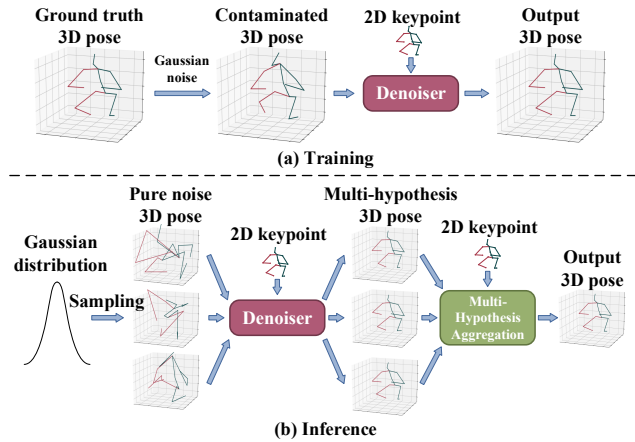 Ground truth
3D pose
Contaminated
3D pose
2D keypoint
Output
3D pose
Gaussian
noise
Denoiser
(a) Training
Pure noise
3D pose
Multi-hypothesis
3D pose
Gaussian
distribution
2D keypoint
2D keypoint
Output
3D pose
Sampling
Denoiser
Multi-
Hypothesis
Aggregation
(b) Inference